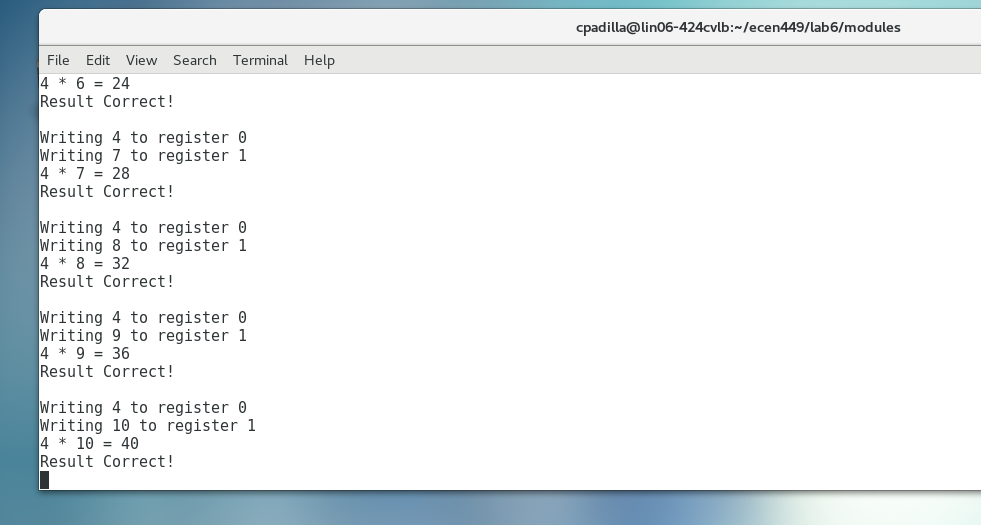 cpadilla@lin06-424cvlb:~/ecen449/lab6/modules
File Edit View Search Terminal Help
4 * 6 = 24
Result Correct!
Writing 4 to register 0
Writing 7 to register 1
4 * 7 = 28
Result Correct!
Writing 4 to register 0
Writing 8 to register 1
4 * 8 = 32
Result Correct!
Writing 4 to register 0
Writing 9 to register 1
4 * 9 = 36
Result Correct!
Writing 4 to register 0
Writing 10 to register 1
4 * 10 = 40
Result Correct!